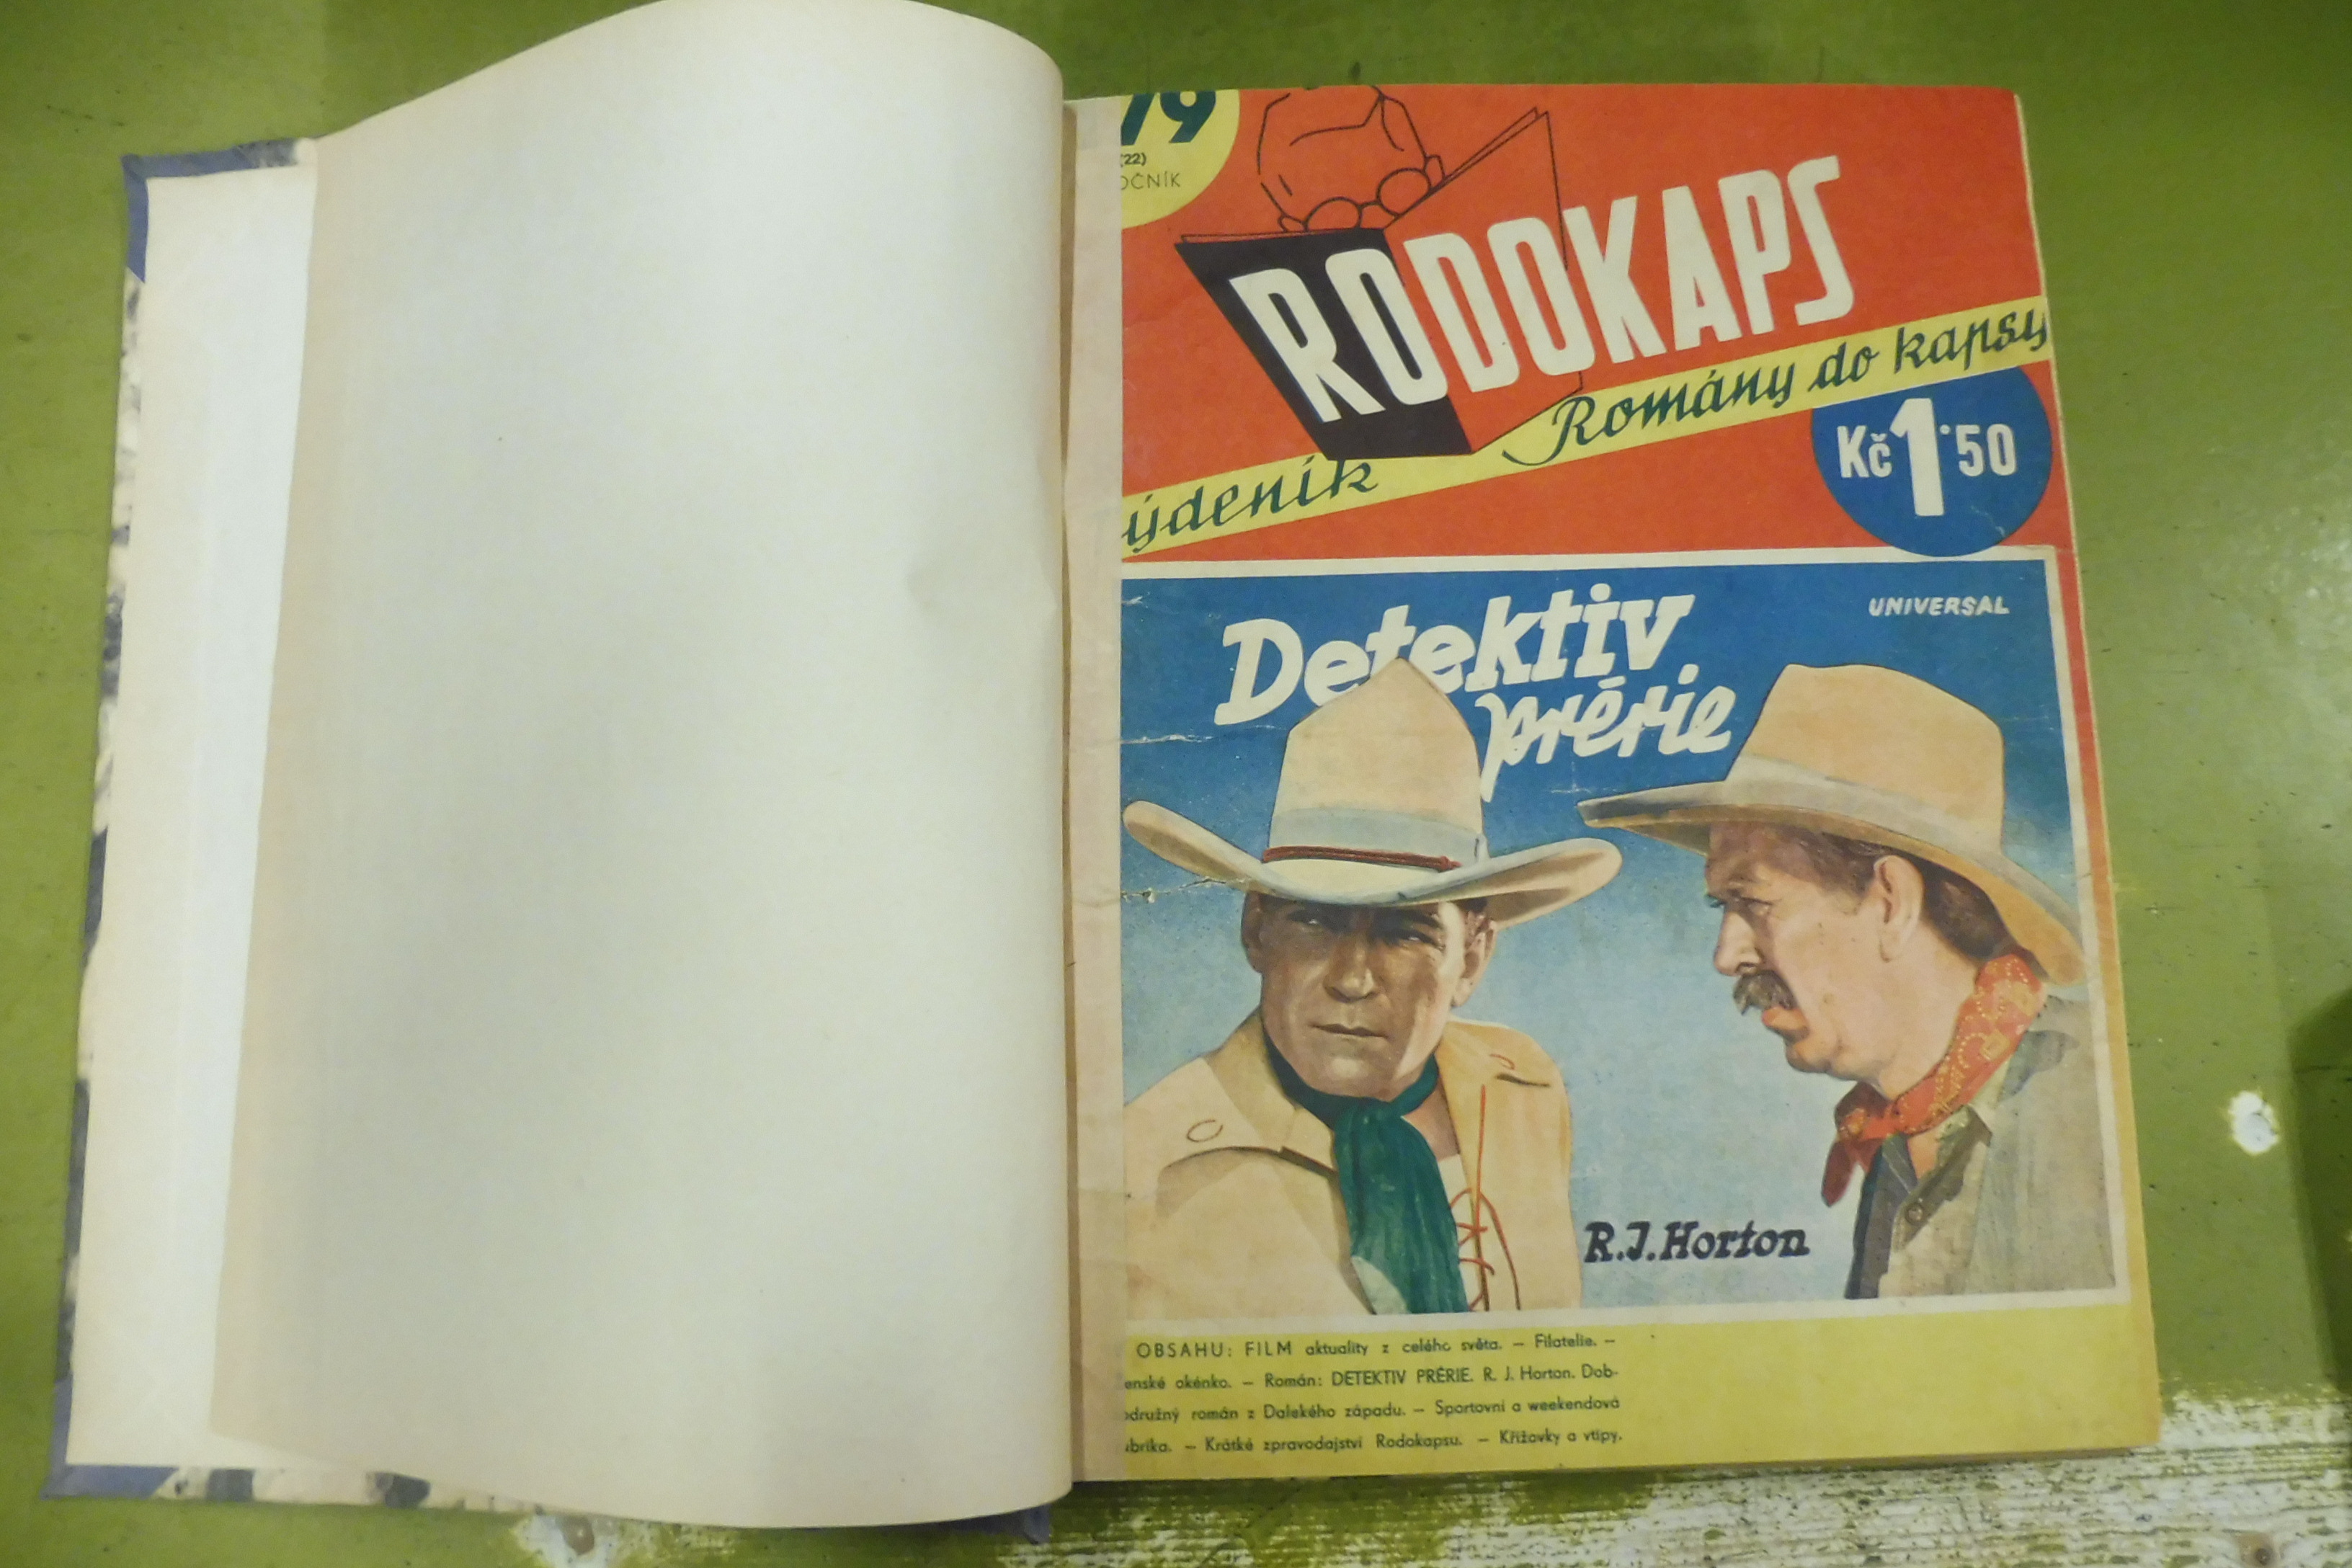 79
(22)
OČNÍK
RODOKAPS
ýdeník Romány do kapsy
Kč 1·50
Detektiv
prérie
UNIVERSAL
R.J.Horton
OBSAHU: FILM aktuality z celého světa. — Filatelie. —
enské okénko. — Román: DETEKTIV PRÉRIE. R. J. Horton. Dob-
odružný román z Dalekého západu. — Sportovní a weekendová
ubrika. — Krátké zpravodajství Rodokapsu. — Křížovky a vtipy.